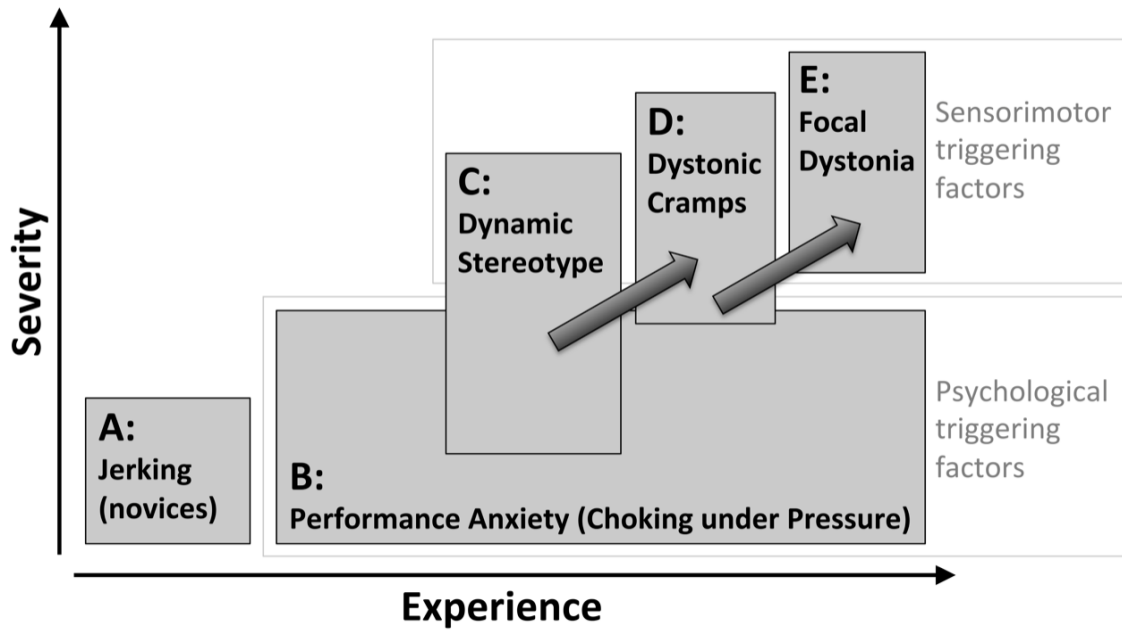 Severity
A:
Jerking
(novices)
B:
Performance Anxiety (Choking under Pressure)
C:
Dynamic
Stereotype
D:
Dystonic
Cramps
E:
Focal
Dystonia
Sensorimotor
triggering
factors
Psychological
triggering
factors
Experience